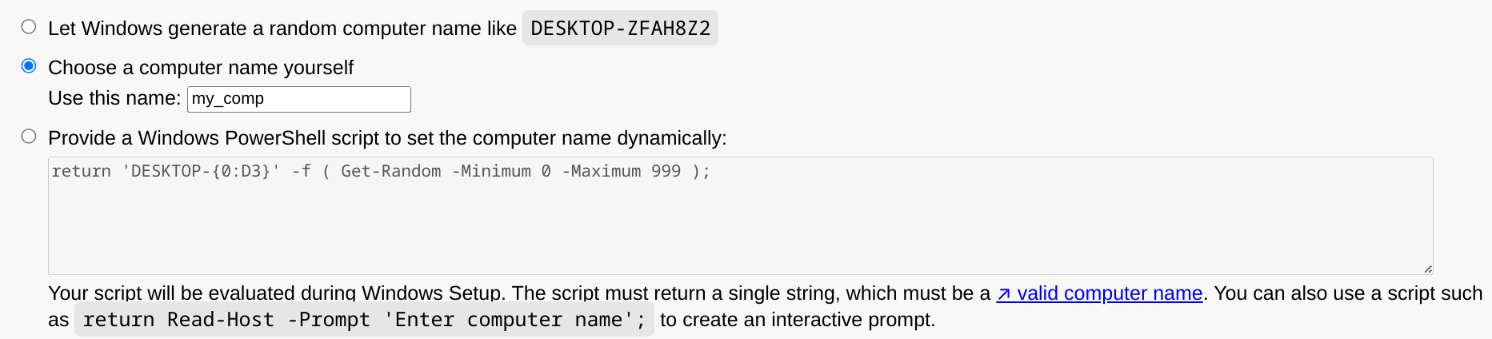 Let Windows generate a random computer name like DESKTOP-ZFAH8Z2
Choose a computer name yourself
Use this name: my_comp
Provide a Windows PowerShell script to set the computer name dynamically:
return 'DESKTOP-{0:D3}' -f ( Get-Random -Minimum 0 -Maximum 999 );
Your script will be evaluated during Windows Setup. The script must return a single string, which must be a ↗ valid computer name. You can also use a script such
as return Read-Host -Prompt 'Enter computer name'; to create an interactive prompt.